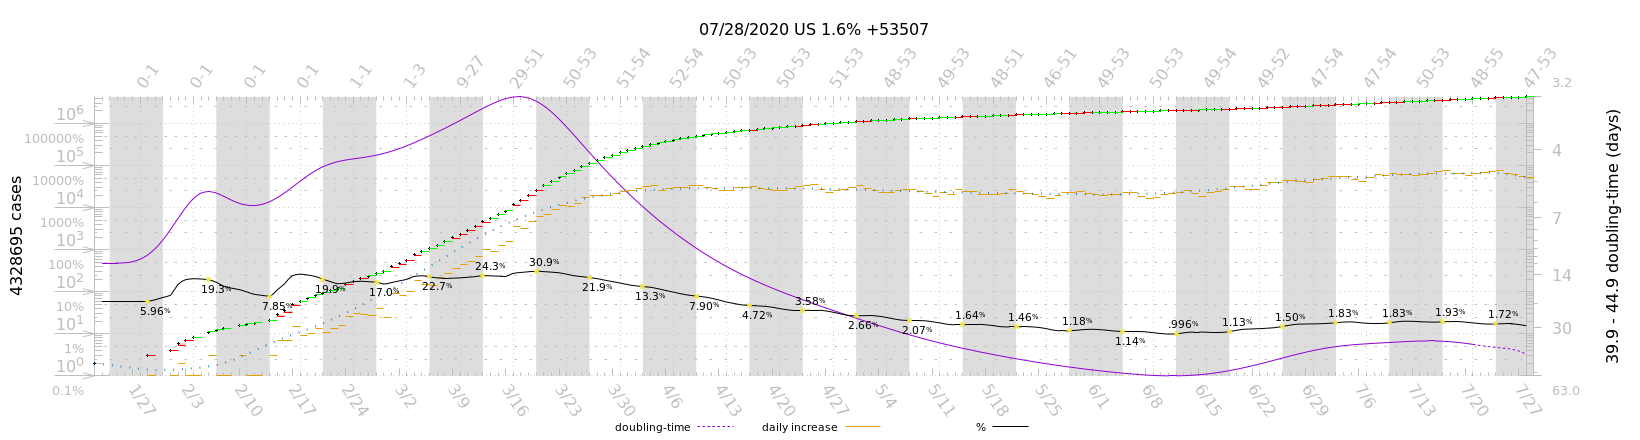 07/28/2020 US 1.6% +53507
0-1 0-1 0-1 0-1 1-1 1-3 9-27 29-51 50-53 51-54 52-54 50-53 50-53 51-53 48-53 49-53 48-51 46-51 49-53 50-53 49-54 49-52 47-54 47-54 50-53 48-55 47-53
4328695 cases
10^6
100000%
10^5
10000%
10^4
1000%
10^3
100%
10^2
10%
10^1
1%
10^0
0.1%
5.96% 19.3% 7.85% 19.9% 17.0% 22.7% 24.3% 30.9% 21.9% 13.3% 7.90% 4.72% 3.58% 2.66% 2.07% 1.64% 1.46% 1.18% 1.14% .996% 1.13% 1.50% 1.83% 1.83% 1.93% 1.72%
3.2
4
7
14
30
63.0
39.9 - 44.9 doubling-time (days)
1/27 2/3 2/10 2/17 2/24 3/2 3/9 3/16 3/23 3/30 4/6 4/13 4/20 4/27 5/4 5/11 5/18 5/25 6/1 6/8 6/15 6/22 6/29 7/6 7/13 7/20 7/27
doubling-time daily increase %